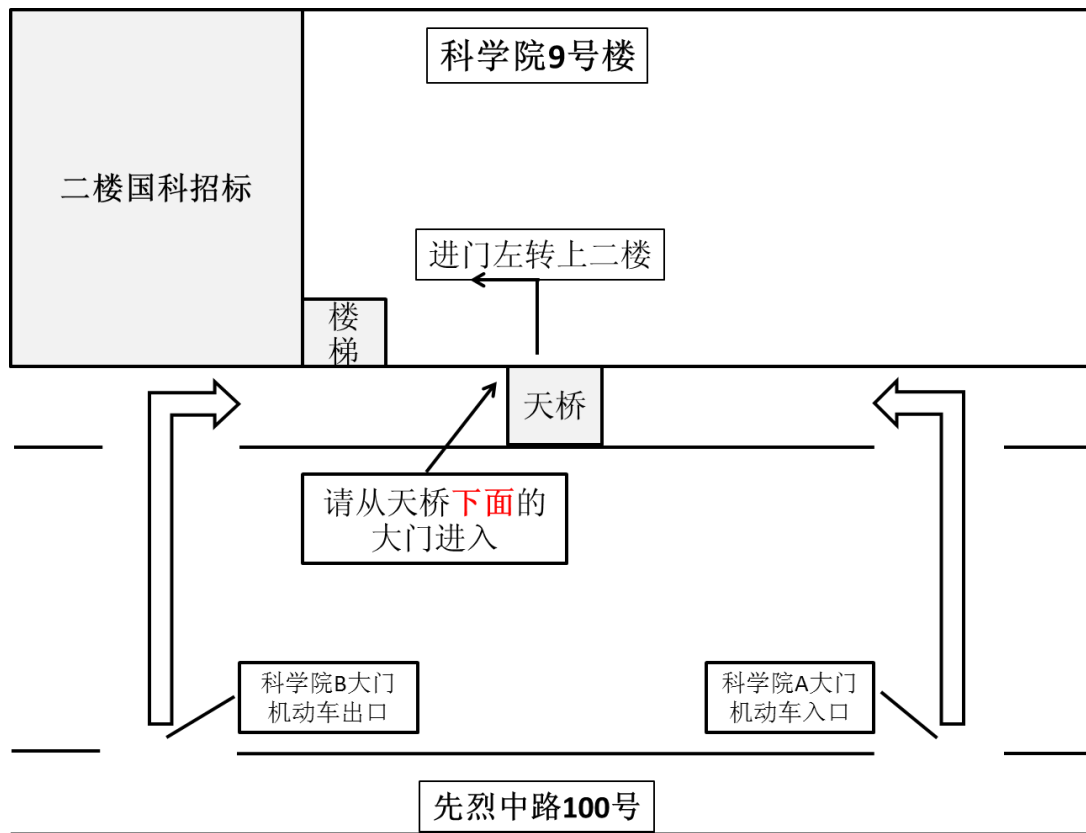 科学院9号楼
二楼国科招标
进门左转上二楼
楼
梯
天桥
请从天桥下面的
大门进入
科学院B大门
机动车出口
科学院A大门
机动车入口
先烈中路100号